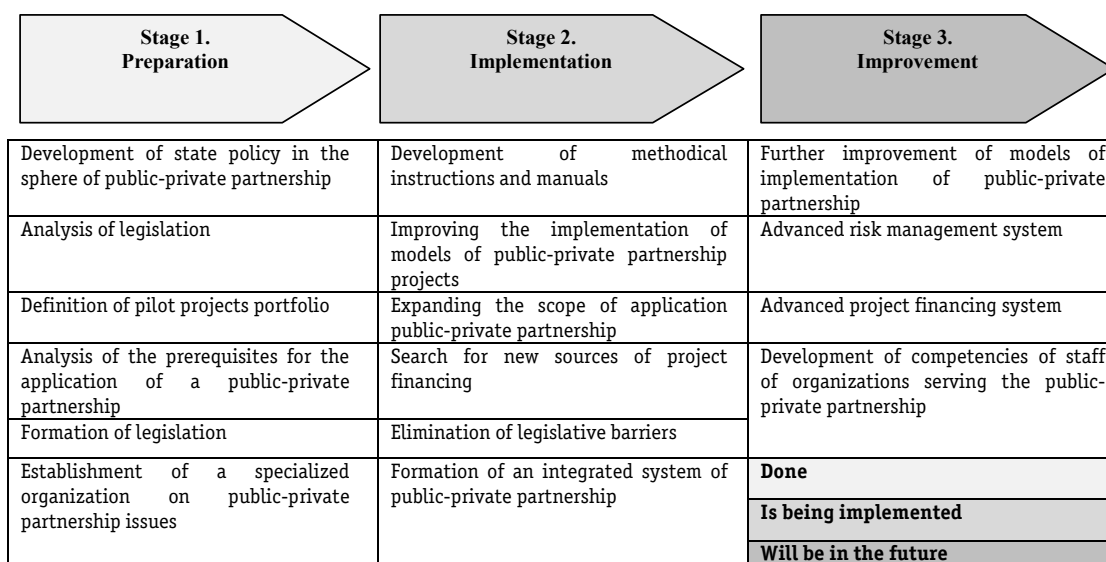 Stage 1.
Preparation
Stage 2.
Implementation
Stage 3.
Improvement
Development of state policy in the
sphere of public-private partnership
Development of methodical
instructions and manuals
Further improvement of models of
implementation of public-private
partnership
Analysis of legislation
Improving the implementation of
models of public-private partnership
projects
Advanced risk management system
Definition of pilot projects portfolio
Expanding the scope of application
public-private partnership
Advanced project financing system
Analysis of the prerequisites for the
application of a public-private
partnership
Search for new sources of project
financing
Development of competencies of staff
of organizations serving the public-
private partnership
Formation of legislation
Elimination of legislative barriers
Establishment of a specialized
organization on public-private
partnership issues
Formation of an integrated system of
public-private partnership
Done
Is being implemented
Will be in the future